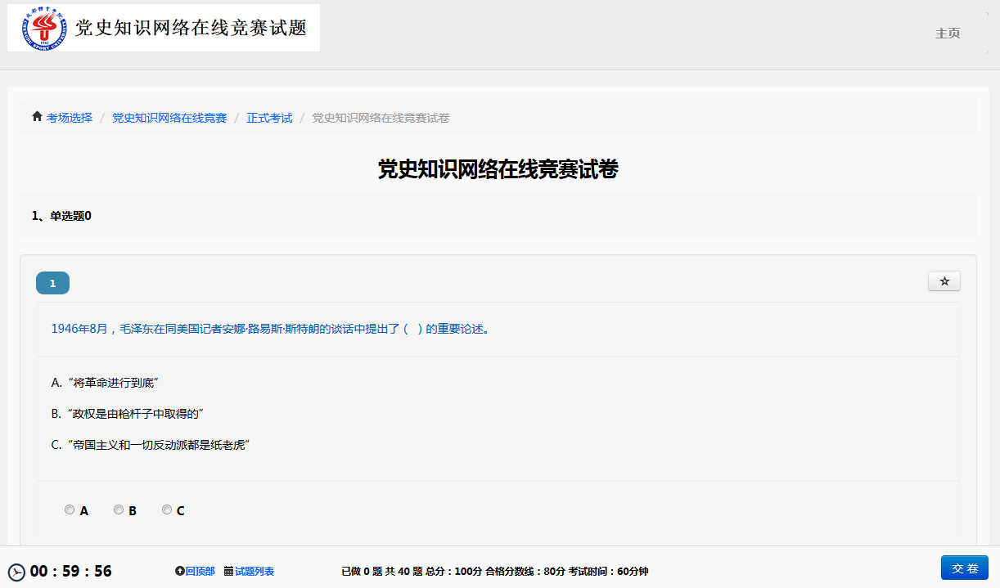 党史知识网络在线竞赛试题
主页
考场选择 / 党史知识网络在线竞赛 / 正式考试 / 党史知识网络在线竞赛试卷
党史知识网络在线竞赛试卷
1、单选题0
1
1946年8月，毛泽东在同美国记者安娜·路易斯·斯特朗的谈话中提出了（ ）的重要论述。
A.“将革命进行到底”
B.“政权是由枪杆子中取得的”
C.“帝国主义和一切反动派都是纸老虎”
A B C
00 : 59 : 56 回顶部 试题列表 已做 0 题 共 40 题 总分：100分 合格分数线：80分 考试时间：60分钟 交 卷